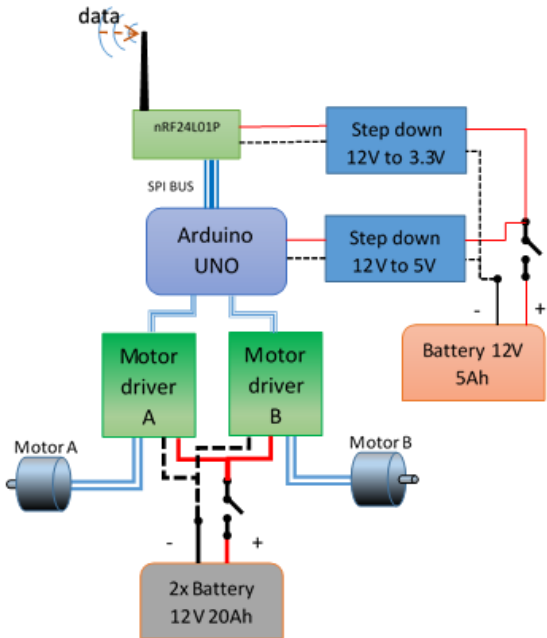 data
nRF24L01P
Step down
12V to 3.3V
SPI BUS
Arduino
UNO
Step down
12V to 5V
- +
Battery 12V
5Ah
Motor
driver
A
Motor
driver
B
Motor A
Motor B
- +
2x Battery
12V 20Ah